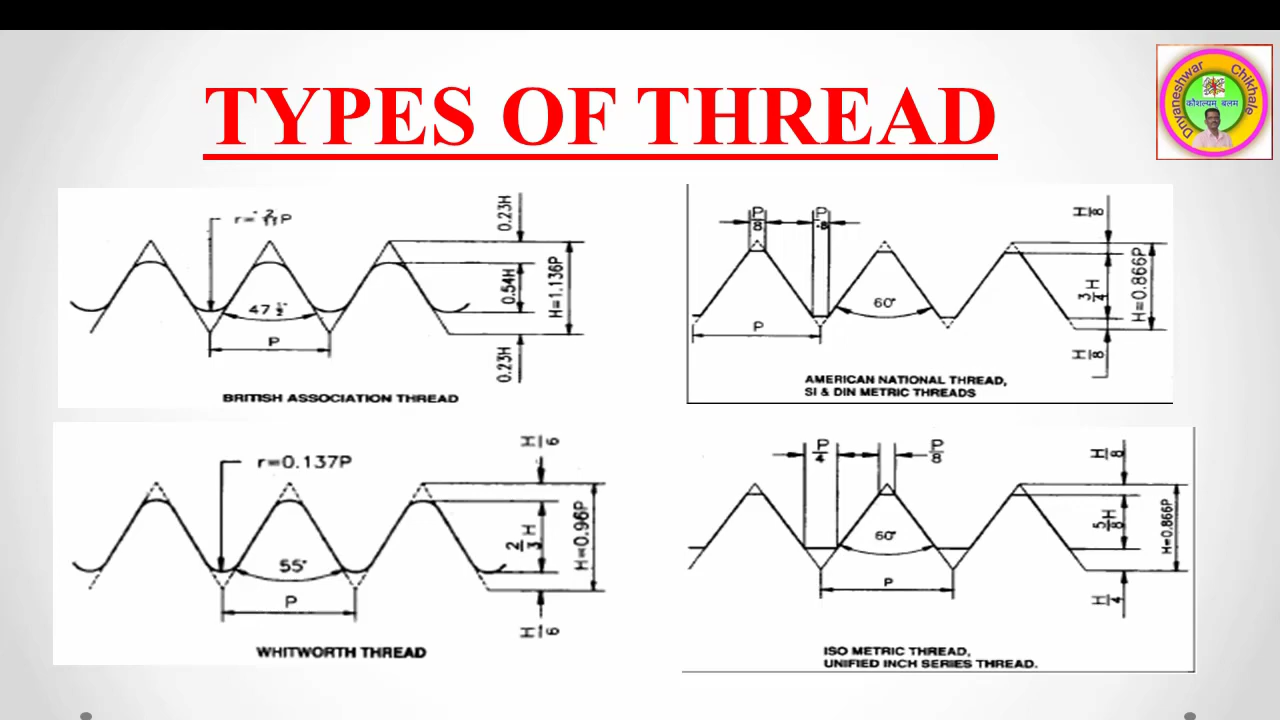 TYPES OF THREAD
Dnyaneshwar Chikhale
कौशल्यम बलम
0.23H
0.54H
H=1.136P
47 ½°
P
0.23H
BRITISH ASSOCIATION THREAD
P/8
H/8
60°
3/4 H
H=0.866P
P
H/8
AMERICAN NATIONAL THREAD,
SI & DIN METRIC THREADS
r=0.137P
H/6
2/3 H
H=0.96P
55°
P
H/6
WHITWORTH THREAD
P/4
P/8
H/8
60°
5/8 H
H=0.866P
P
H/4
ISO METRIC THREAD,
UNIFIED INCH SERIES THREAD.